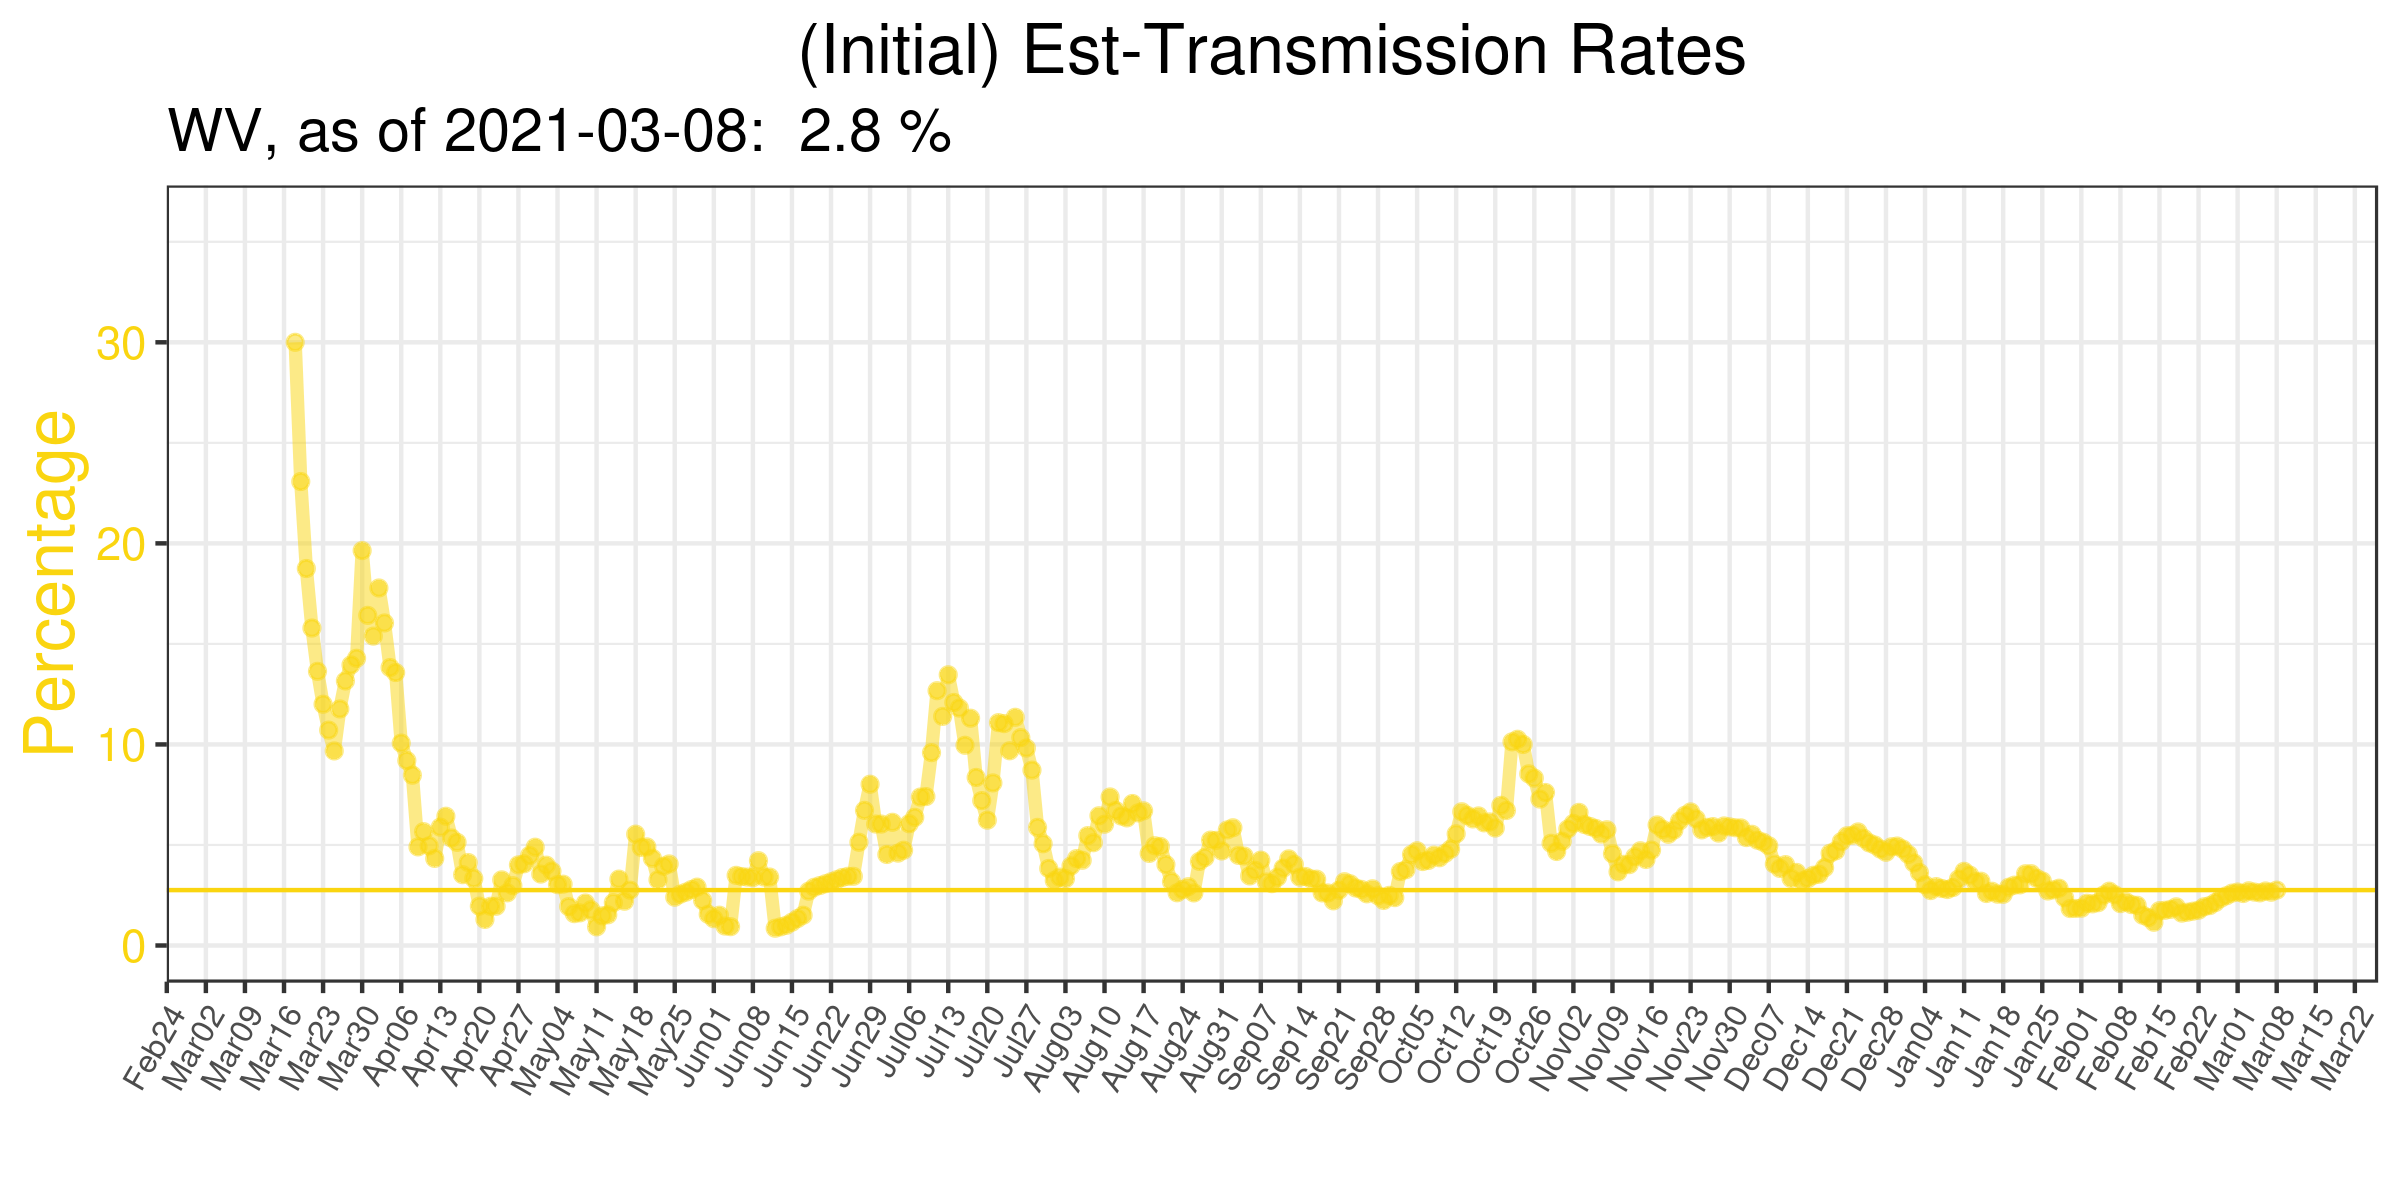 (Initial) Est-Transmission Rates
WV, as of 2021-03-08:  2.8 %
Percentage
30
20
10
0
Feb24
Mar02
Mar09
Mar16
Mar23
Mar30
Apr06
Apr13
Apr20
Apr27
May04
May11
May18
May25
Jun01
Jun08
Jun15
Jun22
Jun29
Jul06
Jul13
Jul20
Jul27
Aug03
Aug10
Aug17
Aug24
Aug31
Sep07
Sep14
Sep21
Sep28
Oct05
Oct12
Oct19
Oct26
Nov02
Nov09
Nov16
Nov23
Nov30
Dec07
Dec14
Dec21
Dec28
Jan04
Jan11
Jan18
Jan25
Feb01
Feb08
Feb15
Feb22
Mar01
Mar08
Mar15
Mar22